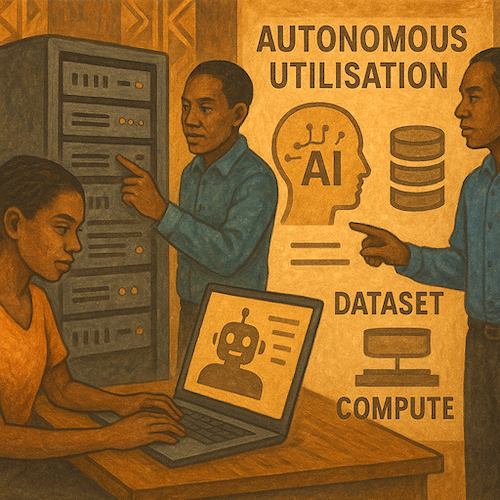 AUTONOMOUS
UTILISATION
AI
DATASET
COMPUTE